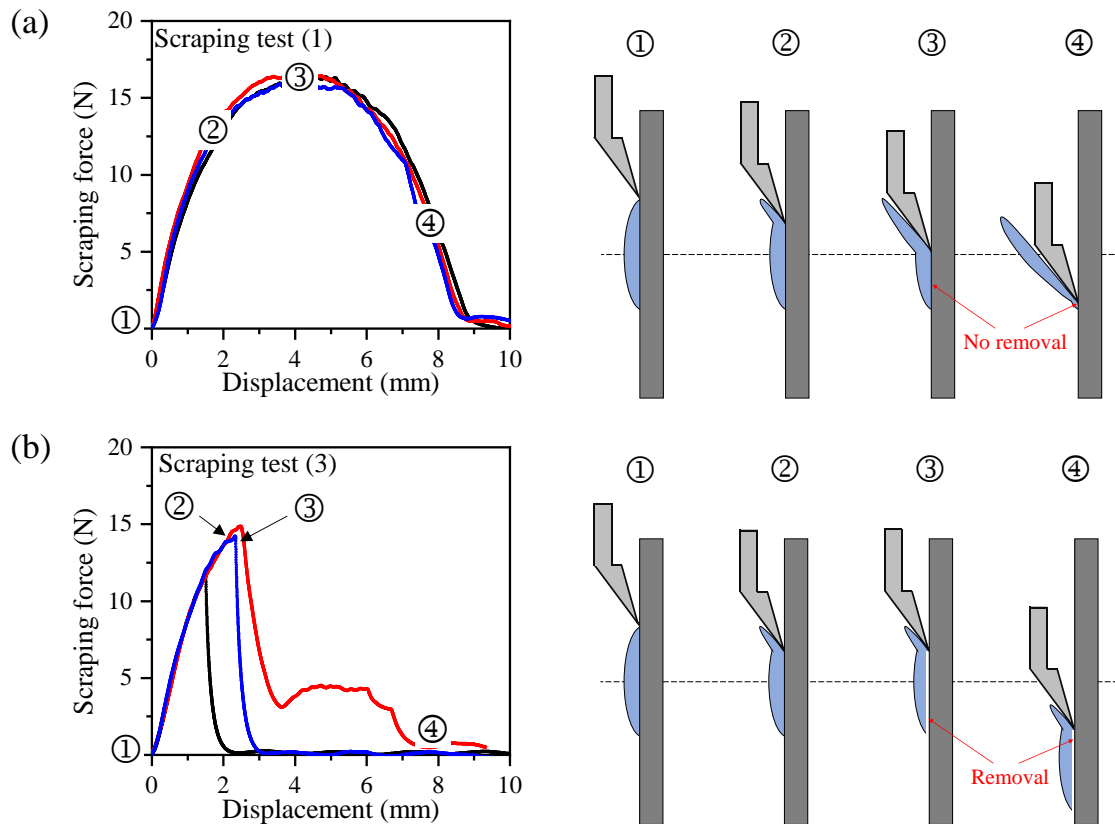 (a)
Scraping test (1)
Scraping force (N)
20
15
10
5
0
①
②
③
④
0 2 4 6 8 10
Displacement (mm)
① ② ③ ④
No removal
(b)
Scraping test (3)
Scraping force (N)
20
15
10
5
0
①
②
③
④
0 2 4 6 8 10
Displacement (mm)
① ② ③ ④
Removal